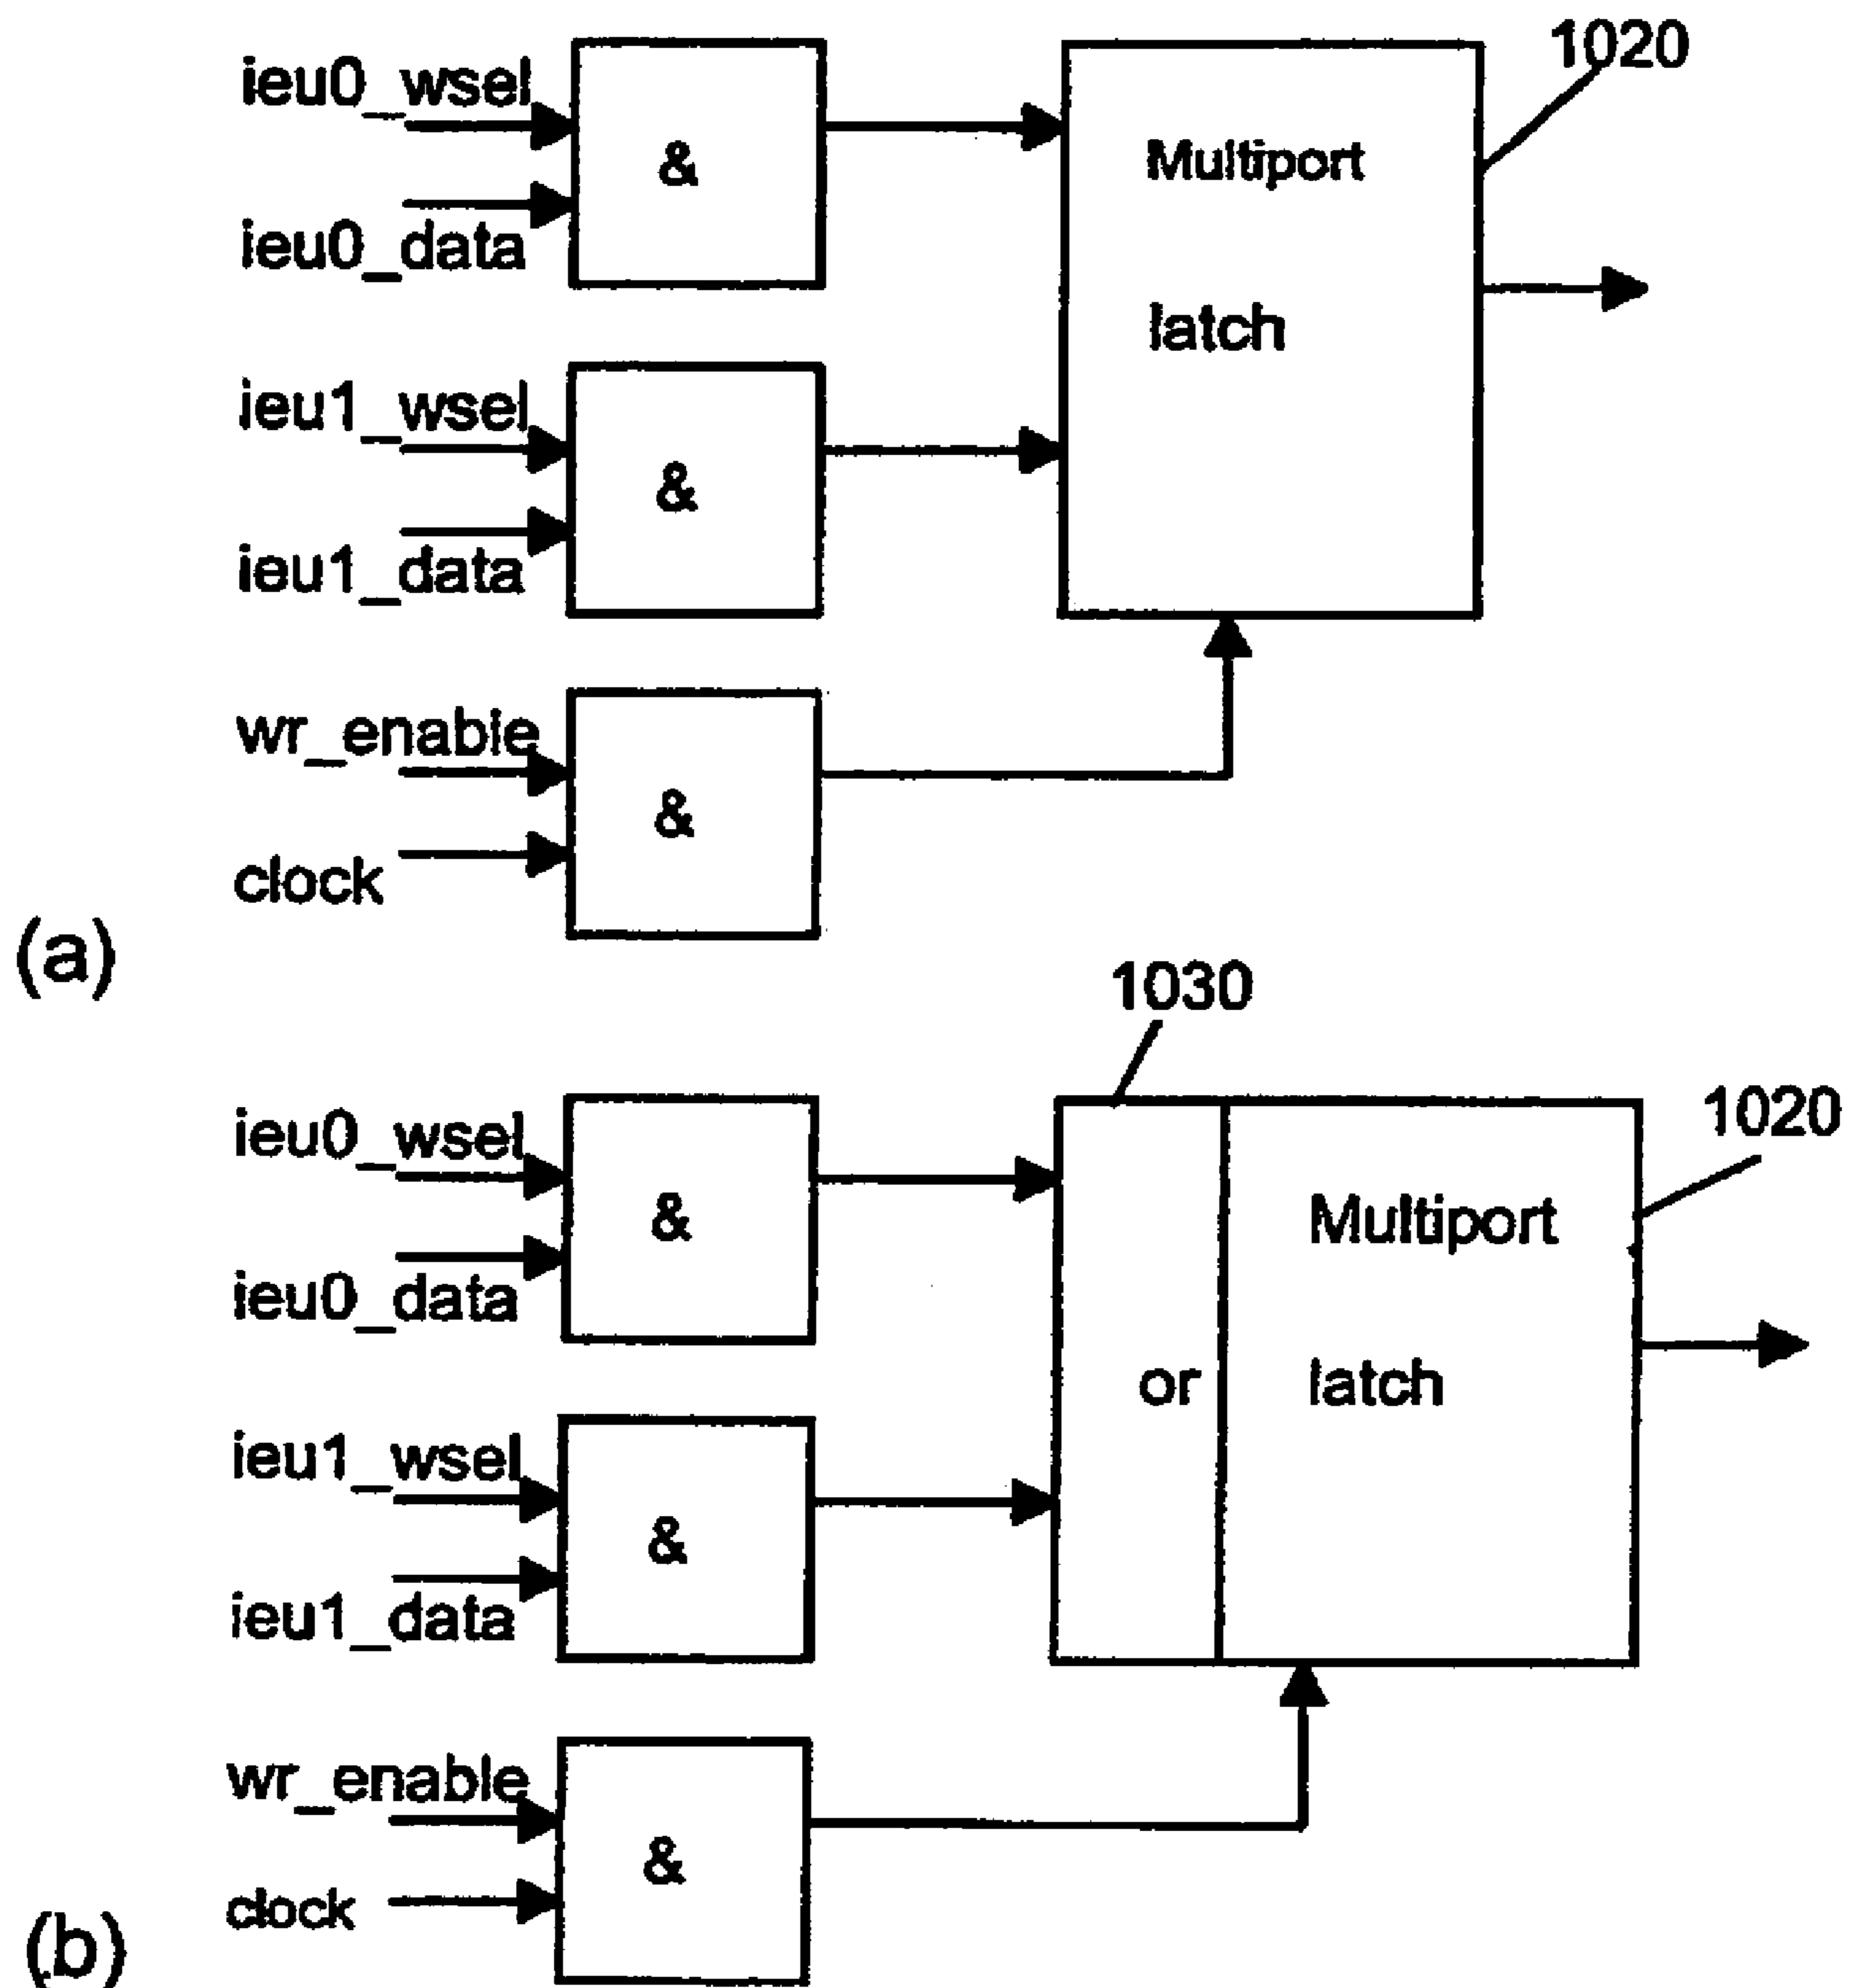 1020
ieu0_wsel
&
Multiport
ieu0_data
latch
ieu1_wsel
&
ieu1_data
wr_enable
&
clock
(a)
1030
1020
ieu0_wsel
&
Multiport
ieu0_data
or
latch
ieu1_wsel
&
ieu1_data
wr_enable
&
clock
(b)